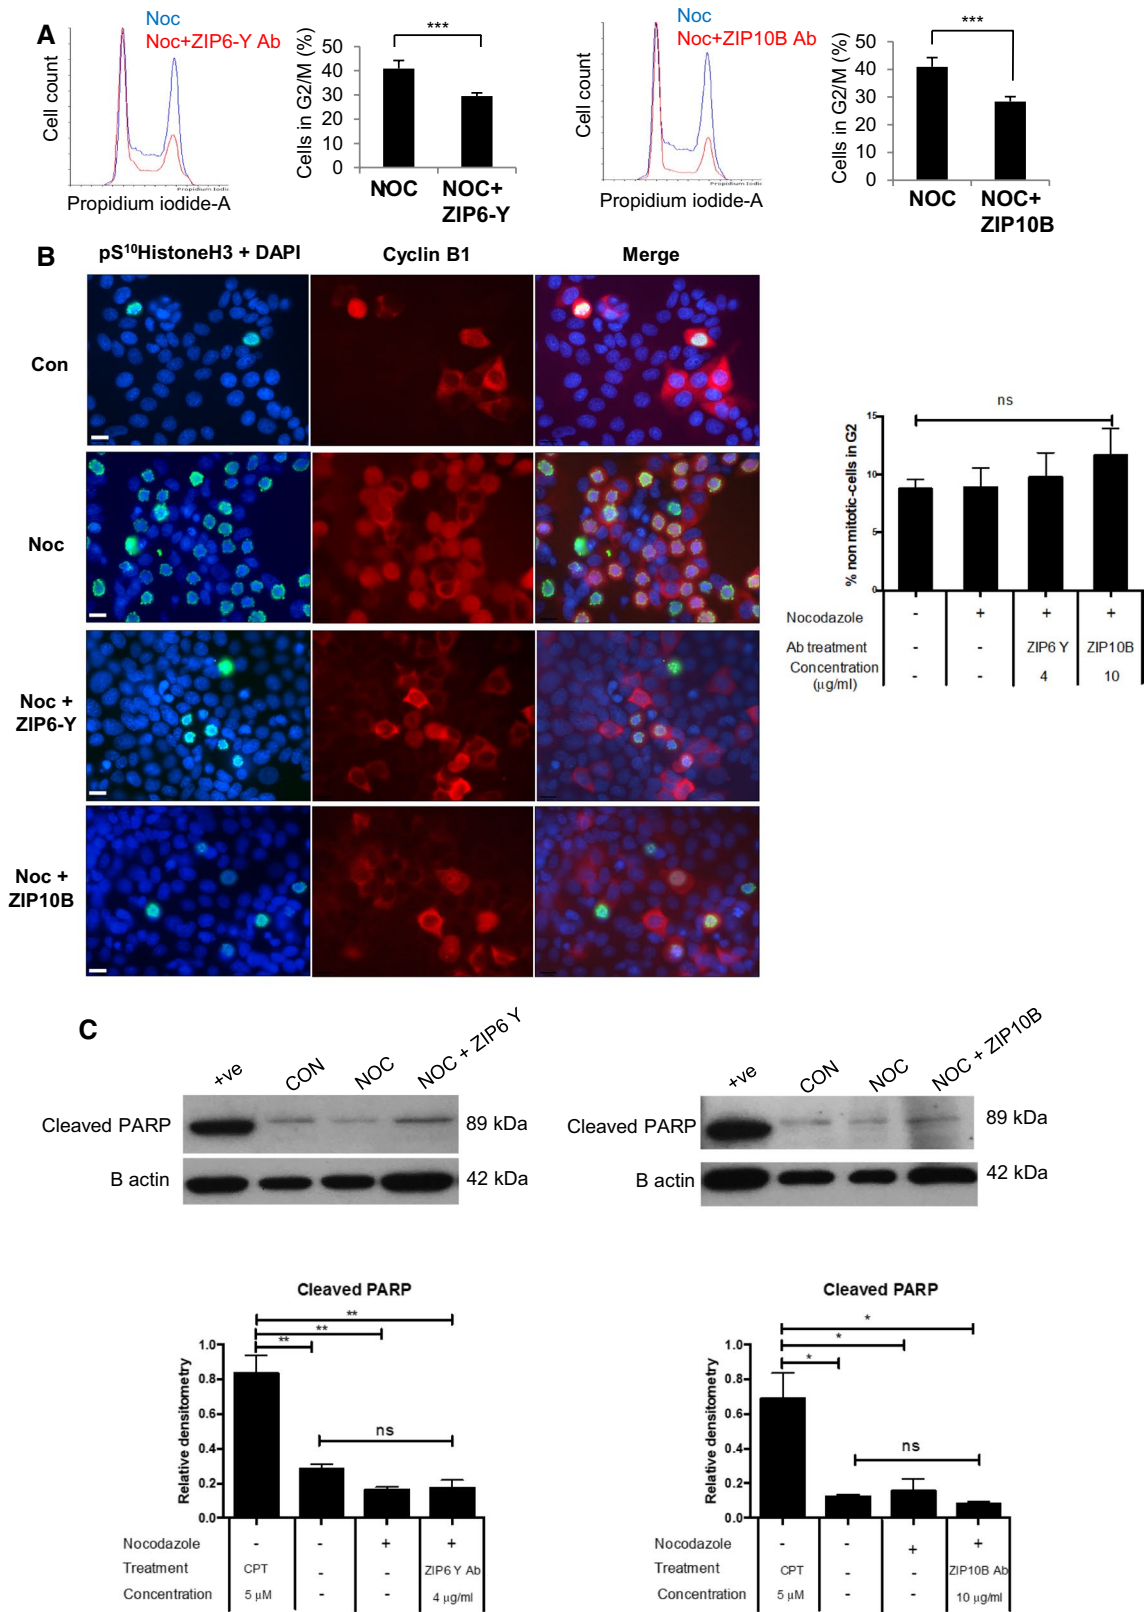 A
Noc
Noc+ZIP6-Y Ab
Cell count
Propidium Iodid
Propidium iodide-A
***
Cells in G2/M (%)
50
40
30
20
10
0
NOC
NOC+
ZIP6-Y
Noc
Noc+ZIP10B Ab
Cell count
Propidium Iodid
Propidium iodide-A
***
Cells in G2/M (%)
50
40
30
20
10
0
NOC
NOC+
ZIP10B
B
pS¹⁰HistoneH3 + DAPI
Cyclin B1
Merge
Con
Noc
Noc +
ZIP6-Y
Noc +
ZIP10B
ns
% non mitotic-cells in G2
15
10
5
0
Nocodazole - + + +
Ab treatment - - ZIP6 Y ZIP10B
Concentration - - 4 10
(µg/ml)
C
+ve CON NOC NOC + ZIP6 Y
Cleaved PARP 89 kDa
B actin 42 kDa
+ve CON NOC NOC + ZIP10B
Cleaved PARP 89 kDa
B actin 42 kDa
Cleaved PARP
**
**
**
ns
Relative densitometry
1.0
0.8
0.6
0.4
0.2
0.0
Nocodazole - - + +
Treatment CPT - - ZIP6 Y Ab
Concentration 5 µM - - 4 µg/ml
Cleaved PARP
*
*
*
ns
Relative densitometry
1.0
0.8
0.6
0.4
0.2
0.0
Nocodazole - - + +
Treatment CPT - - ZIP10B Ab
Concentration 5 µM - - 10 µg/ml